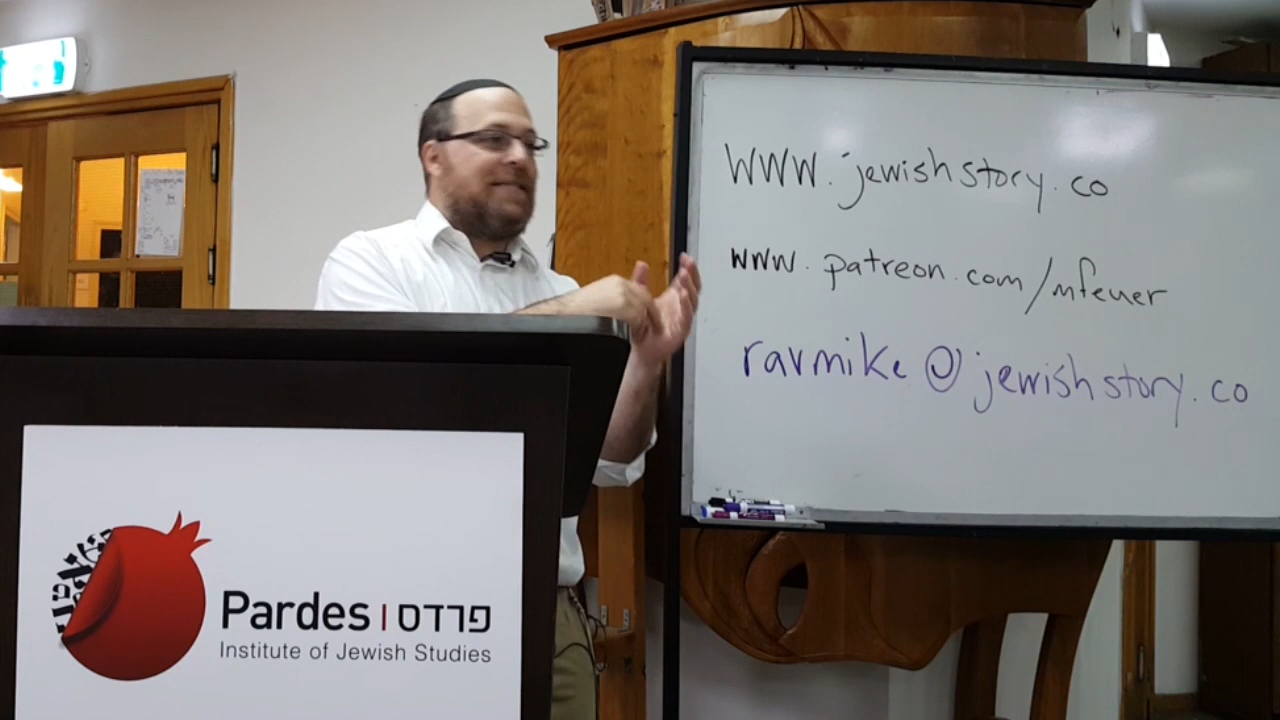 www.jewishstory.co
www.patreon.com/mfeuer
ravmike@jewishstory.co
Pardes | פרדס
Institute of Jewish Studies